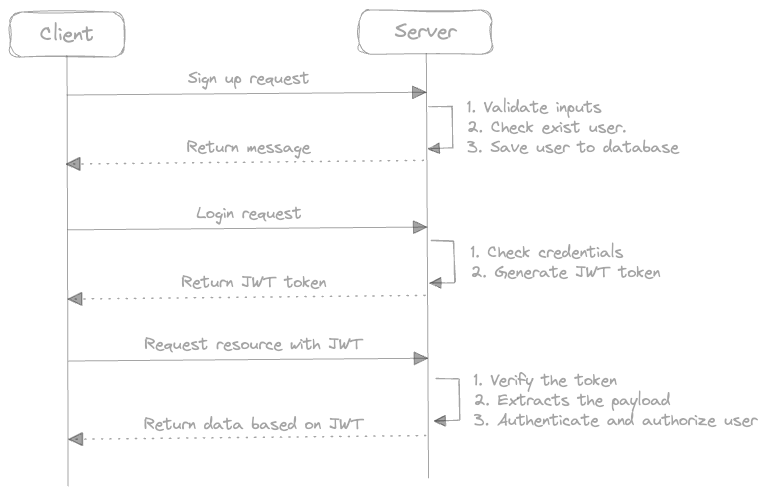 Client
Server
Sign up request
1. Validate inputs
2. Check exist user.
3. Save user to database
Return message
Login request
1. Check credentials
2. Generate JWT token
Return JWT token
Request resource with JWT
1. Verify the token
2. Extracts the payload
3. Authenticate and authorize user
Return data based on JWT